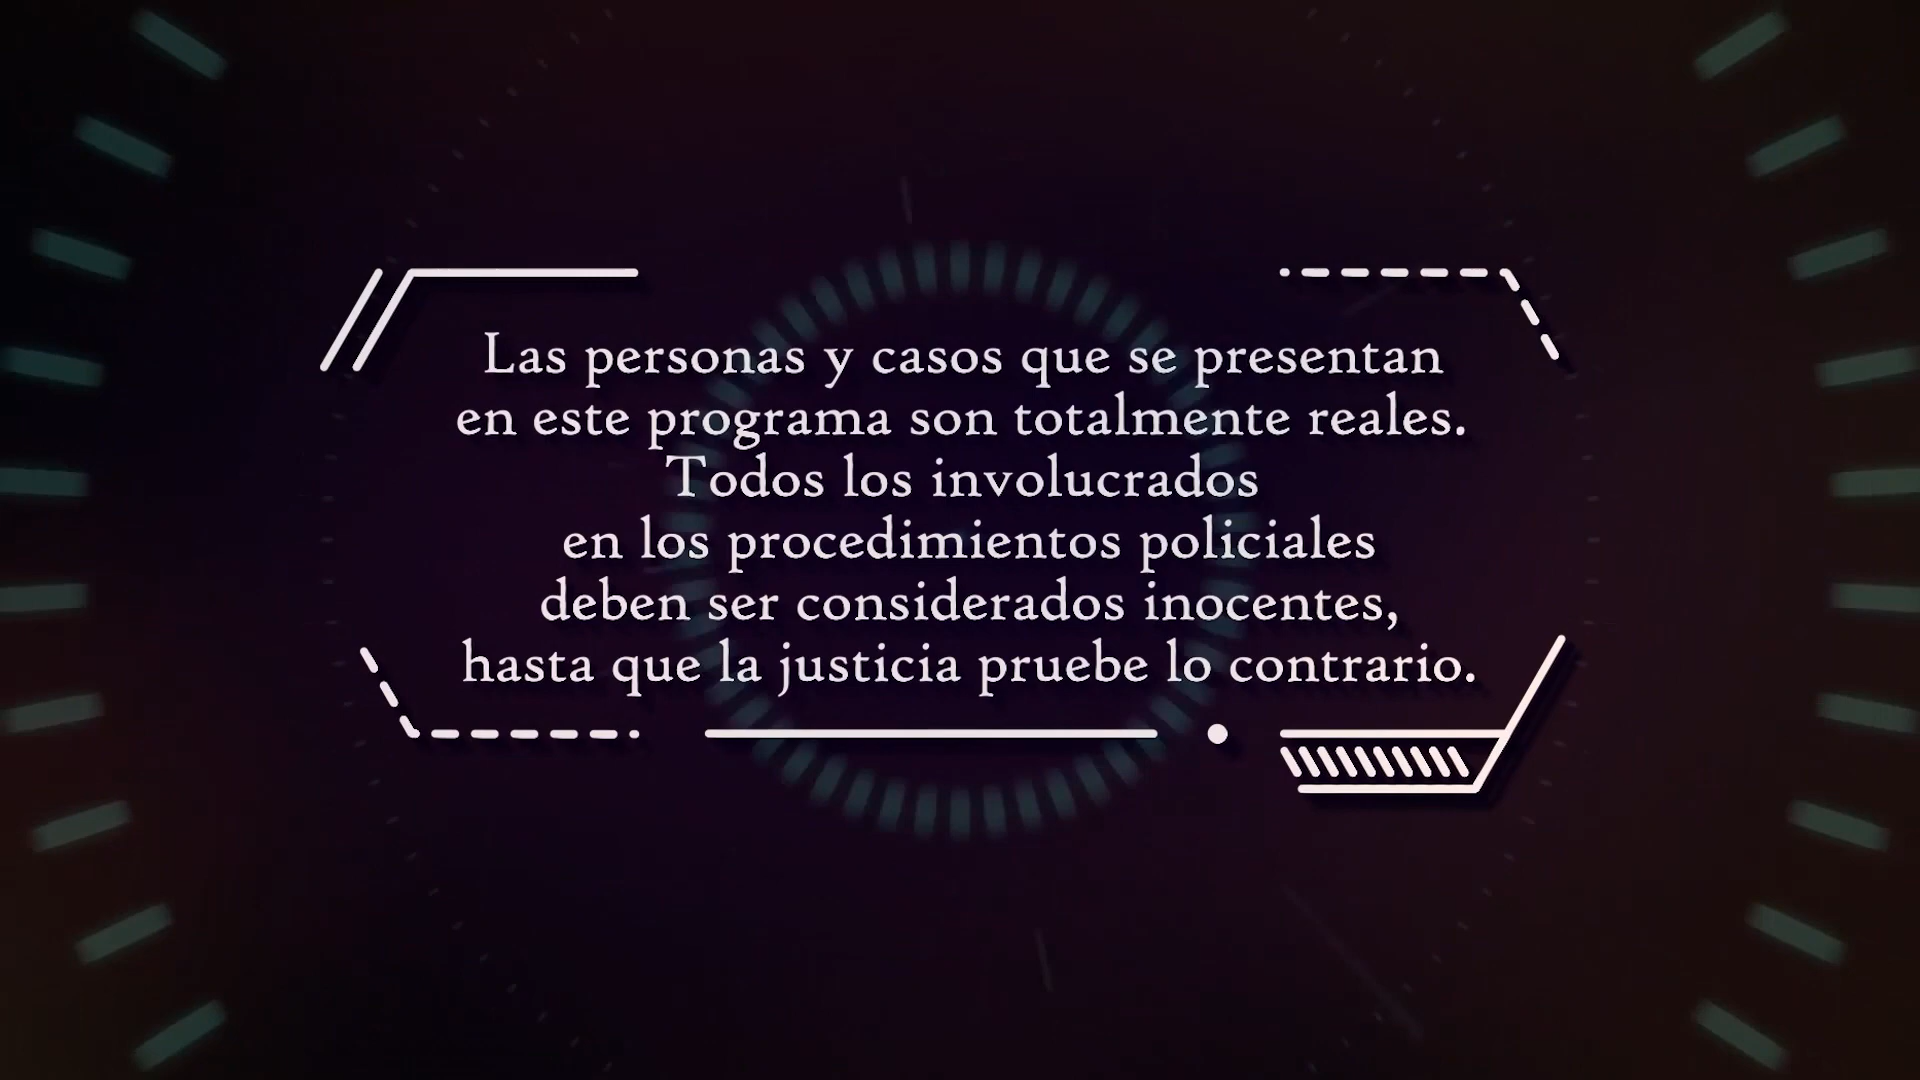 Las personas y casos que se presentan
en este programa son totalmente reales.
Todos los involucrados
en los procedimientos policiales
deben ser considerados inocentes,
hasta que la justicia pruebe lo contrario.